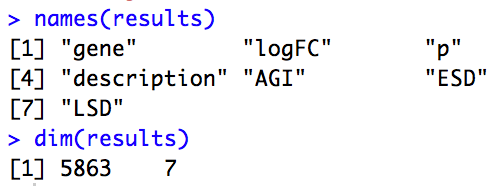 > names(results)
[1] "gene"        "logFC"       "p"
[4] "description" "AGI"         "ESD"
[7] "LSD"
> dim(results)
[1] 5863    7